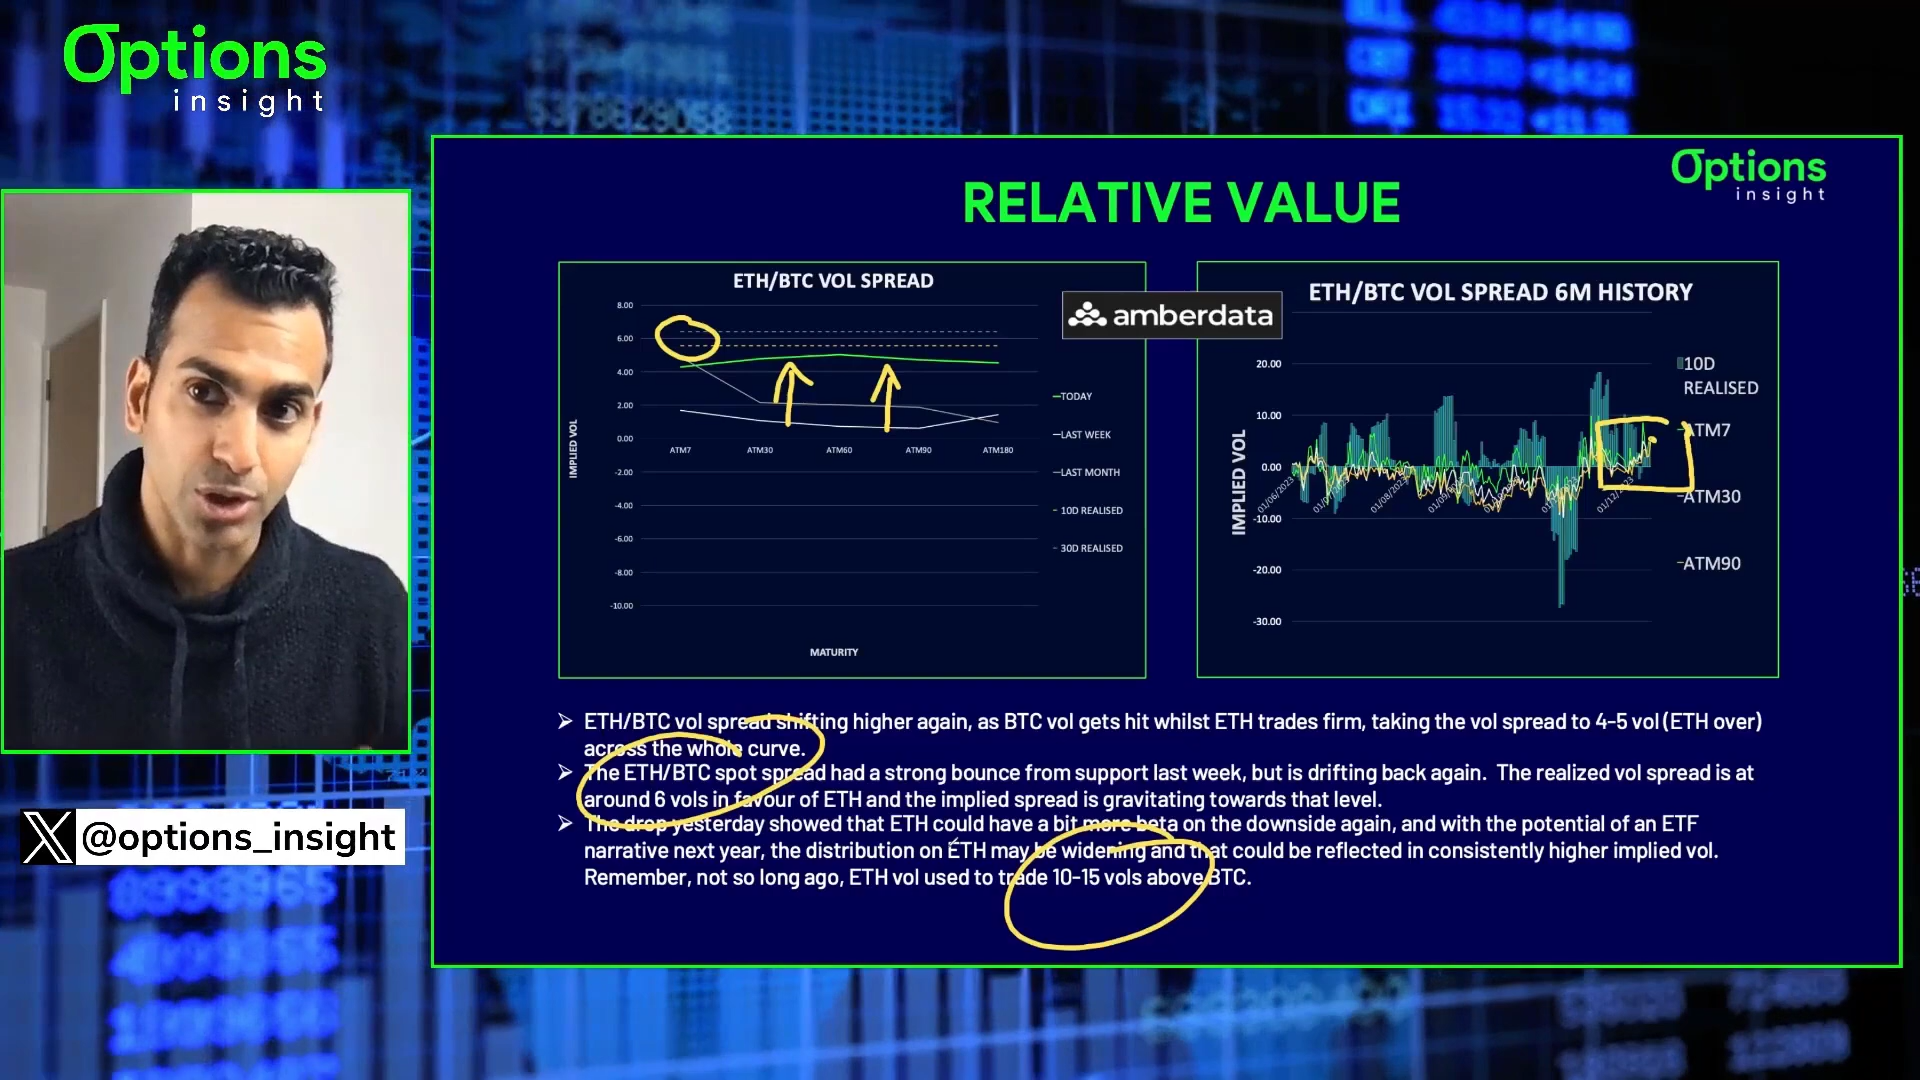 Options
insight
Options
insight
RELATIVE VALUE
ETH/BTC VOL SPREAD
8.00
6.00
4.00
2.00
0.00
-2.00
-4.00
-6.00
-8.00
-10.00
IMPLIED VOL
ATM7 ATM30 ATM60 ATM90 ATM180
MATURITY
TODAY
LAST WEEK
LAST MONTH
10D REALISED
30D REALISED
amberdata
ETH/BTC VOL SPREAD 6M HISTORY
20.00
10.00
0.00
-10.00
-20.00
-30.00
IMPLIED VOL
01/06/2023
10D
REALISED
ATM7
ATM30
ATM90
➢ ETH/BTC vol spread shifting higher again, as BTC vol gets hit whilst ETH trades firm, taking the vol spread to 4-5 vol (ETH over)
across the whole curve.
➢ The ETH/BTC spot spread had a strong bounce from support last week, but is drifting back again. The realized vol spread is at
around 6 vols in favour of ETH and the implied spread is gravitating towards that level.
➢ The drop yesterday showed that ETH could have a bit more beta on the downside again, and with the potential of an ETF
narrative next year, the distribution on ÉTH may be widening and that could be reflected in consistently higher implied vol.
Remember, not so long ago, ETH vol used to trade 10-15 vols above BTC.
X @options_insight